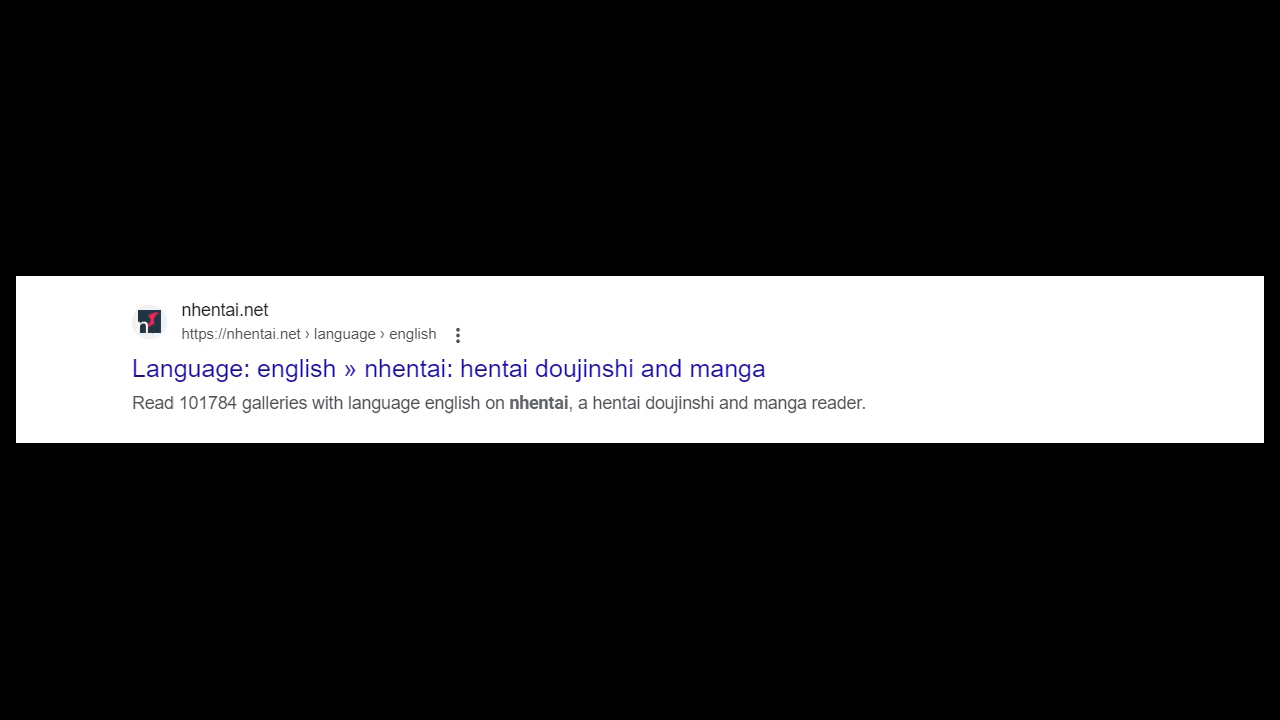 nhentai.net
https://nhentai.net › language › english
Language: english » nhentai: hentai doujinshi and manga
Read 101784 galleries with language english on nhentai, a hentai doujinshi and manga reader.